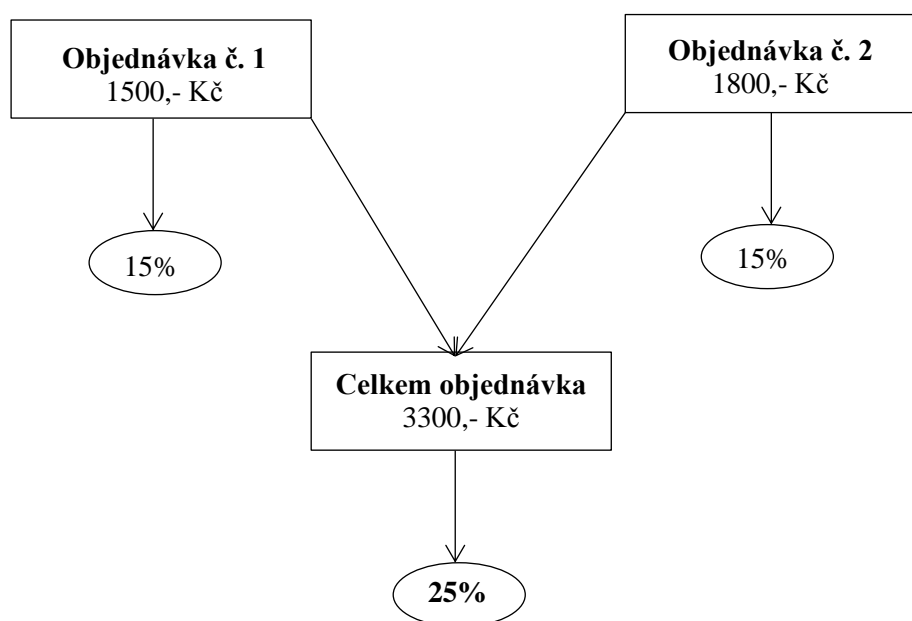 Objednávka č. 1
1500,- Kč
Objednávka č. 2
1800,- Kč
15%
15%
Celkem objednávka
3300,- Kč
25%